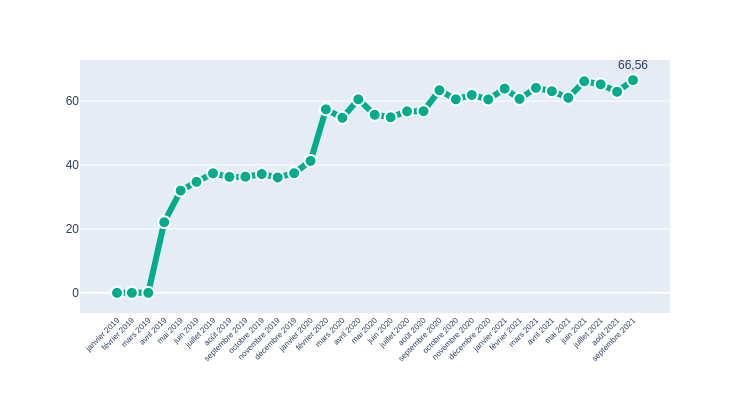 66,56
60
40
20
0
janvier 2019
février 2019
mars 2019
avril 2019
mai 2019
juin 2019
juillet 2019
août 2019
septembre 2019
octobre 2019
novembre 2019
décembre 2019
janvier 2020
février 2020
mars 2020
avril 2020
mai 2020
juin 2020
juillet 2020
août 2020
septembre 2020
octobre 2020
novembre 2020
décembre 2020
janvier 2021
février 2021
mars 2021
avril 2021
mai 2021
juin 2021
juillet 2021
août 2021
septembre 2021